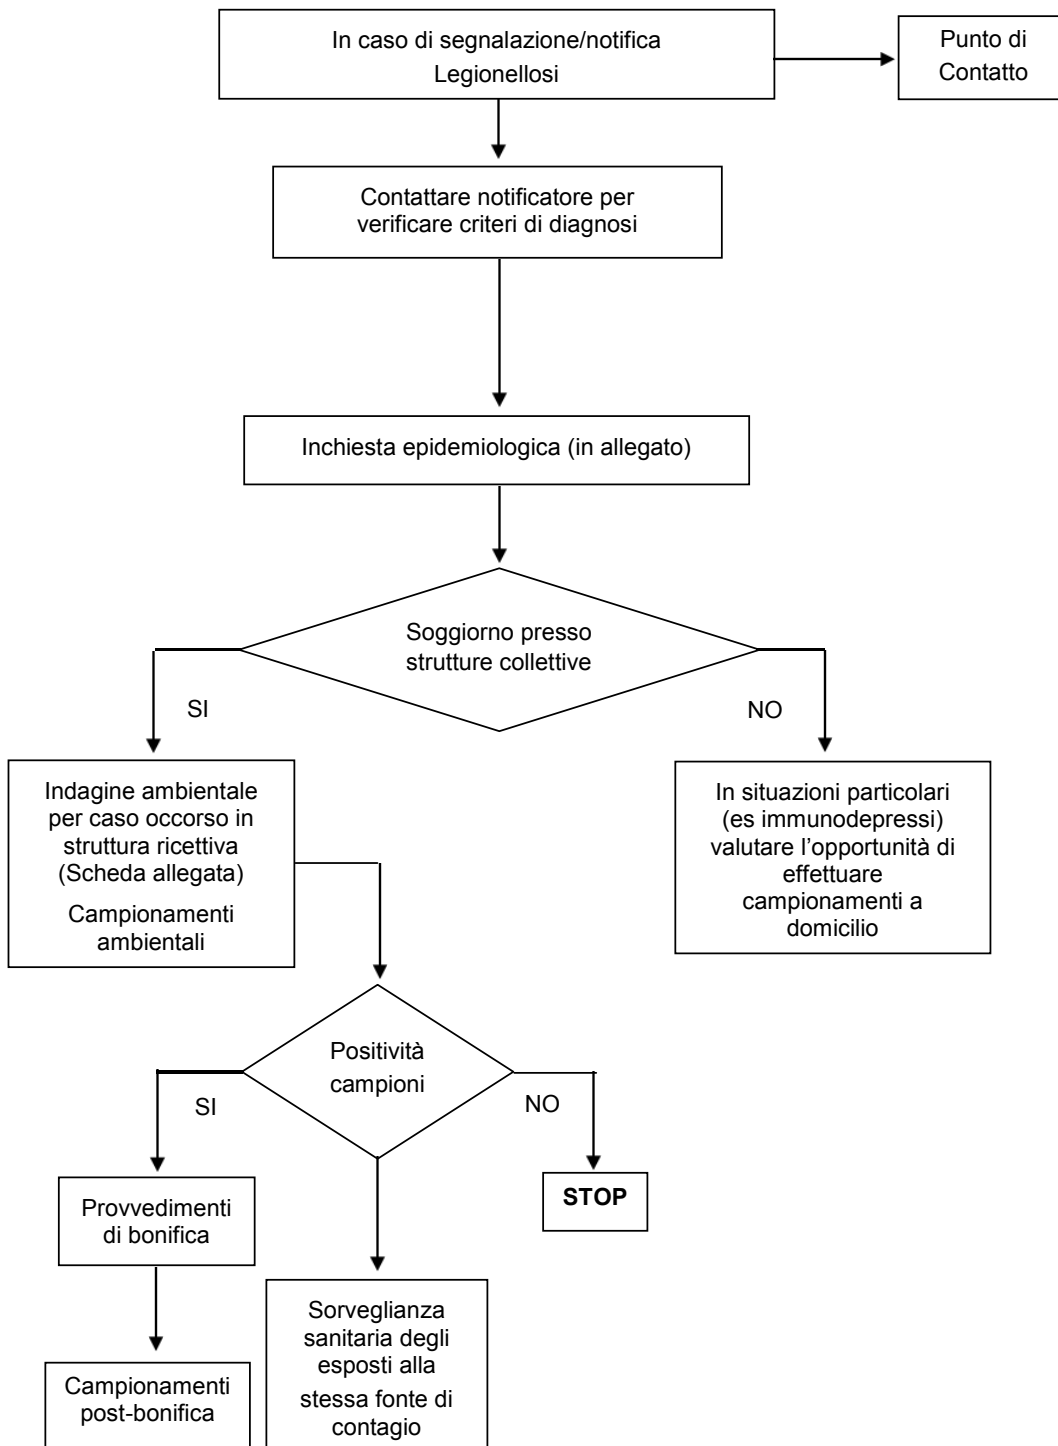 In caso di segnalazione/notifica
Legionellosi
Punto di
Contatto
Contattare notificatore per
verificare criteri di diagnosi
Inchiesta epidemiologica (in allegato)
Soggiorno presso
strutture collettive
SI
NO
Indagine ambientale
per caso occorso in
struttura ricettiva
(Scheda allegata)
Campionamenti
ambientali
In situazioni particolari
(es immunodepressi)
valutare l’opportunità di
effettuare
campionamenti a
domicilio
Positività
campioni
SI
NO
STOP
Provvedimenti
di bonifica
Sorveglianza
sanitaria degli
esposti alla
stessa fonte di
contagio
Campionamenti
post-bonifica